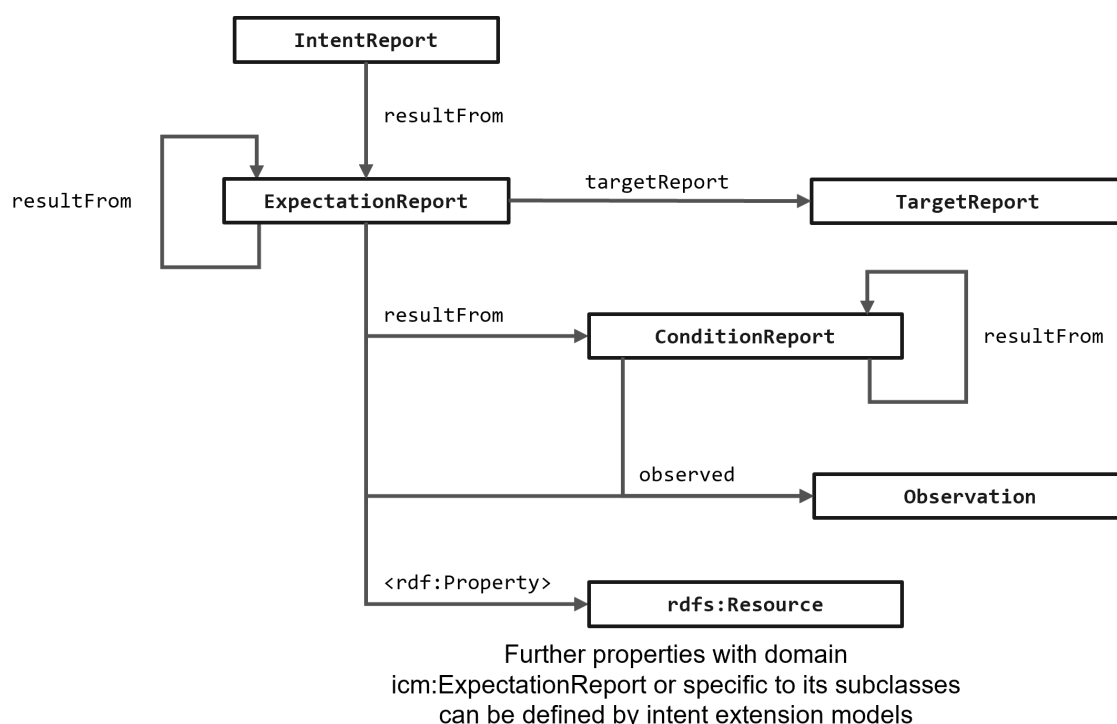 IntentReport
resultFrom
resultFrom
ExpectationReport
targetReport
TargetReport
resultFrom
ConditionReport
resultFrom
observed
Observation
<rdf:Property>
rdfs:Resource
Further properties with domain
icm:ExpectationReport or specific to its subclasses
can be defined by intent extension models